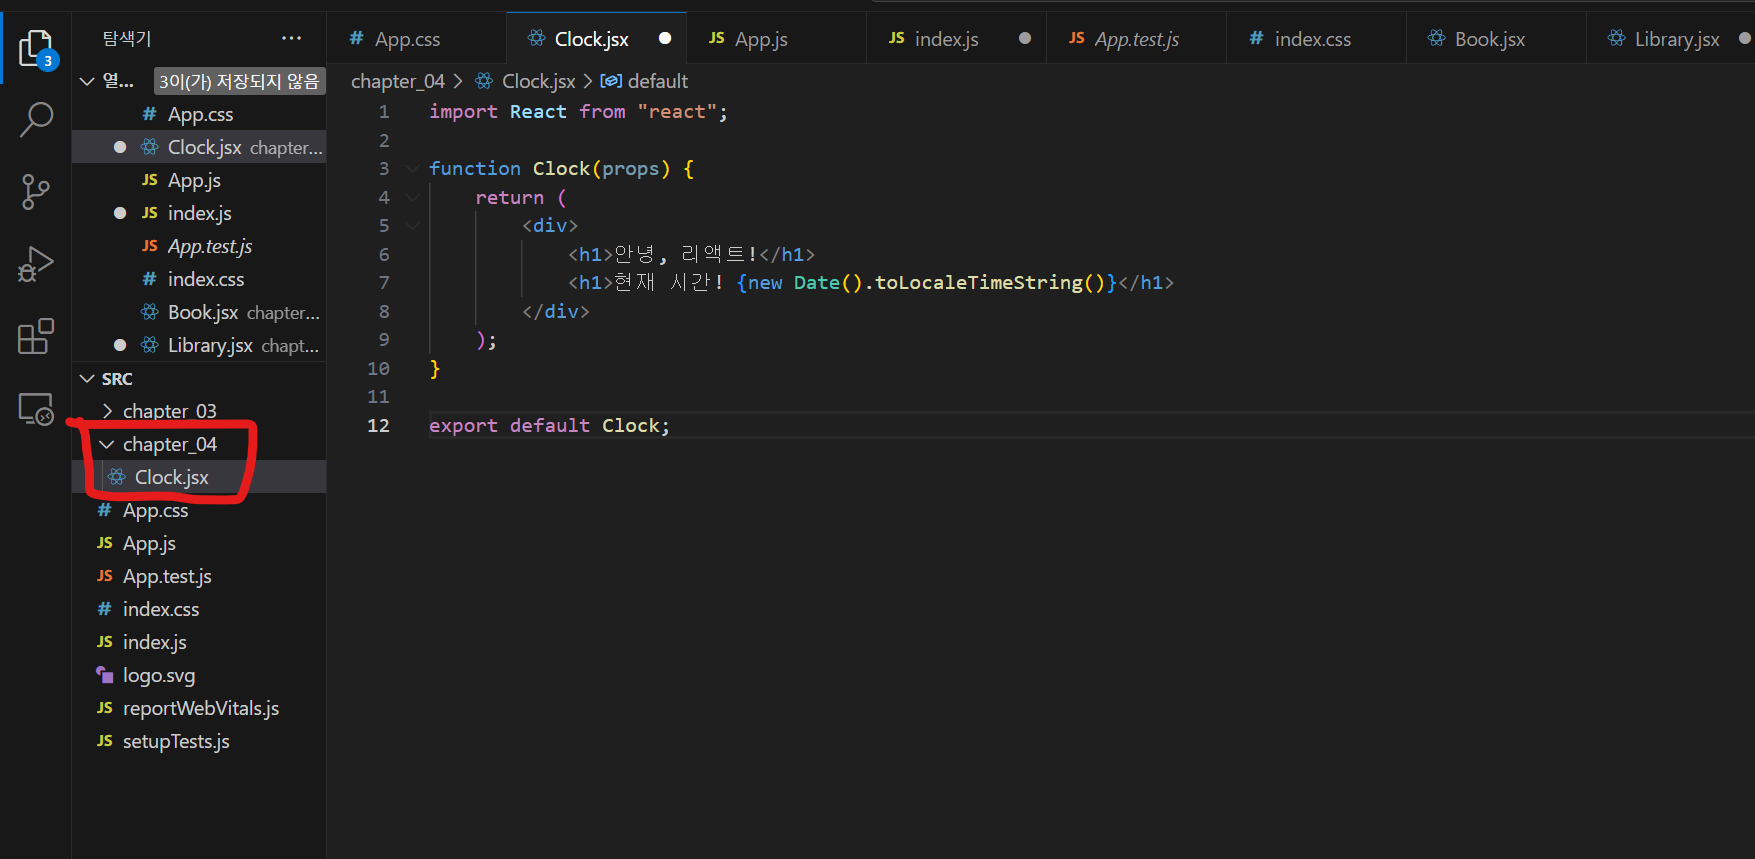 탐색기 ···
App.css Clock.jsx JS App.js JS index.js JS App.test.js index.css Book.jsx Library.jsx
3
열... 3이(가) 저장되지 않음
# App.css
Clock.jsx chapter...
JS App.js
JS index.js
JS App.test.js
# index.css
Book.jsx chapter...
Library.jsx chapt...
SRC
chapter_03
chapter_04
Clock.jsx
# App.css
JS App.js
JS App.test.js
# index.css
JS index.js
logo.svg
JS reportWebVitals.js
JS setupTests.js
chapter_04 > Clock.jsx > default
1 import React from "react";
2
3 function Clock(props) {
4 return (
5 <div>
6 <h1>안녕, 리액트!</h1>
7 <h1>현재 시간! {new Date().toLocaleTimeString()}</h1>
8 </div>
9 );
10 }
11
12 export default Clock;